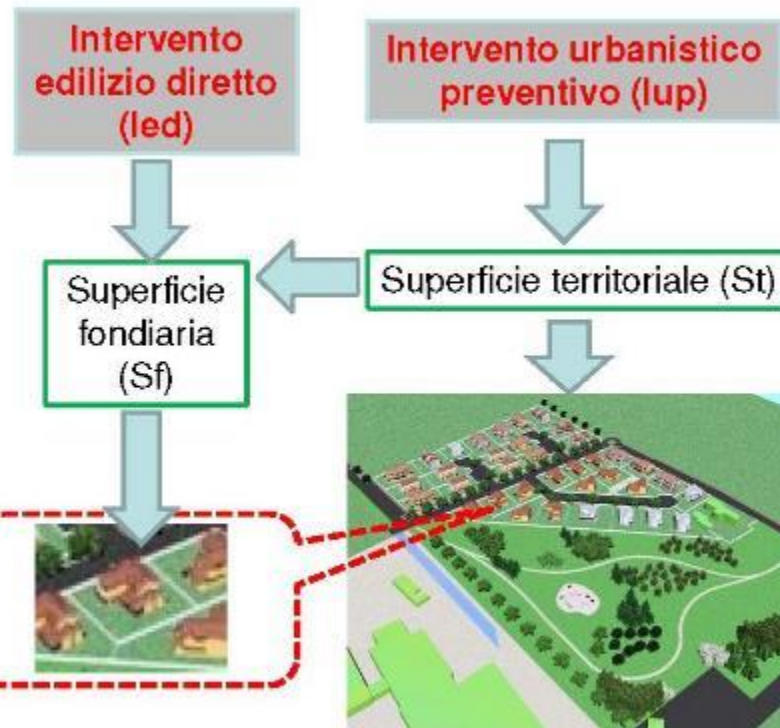 Intervento
edilizio diretto
(Ied)
Intervento urbanistico
preventivo (Iup)
Superficie
fondiaria
(Sf)
Superficie territoriale (St)